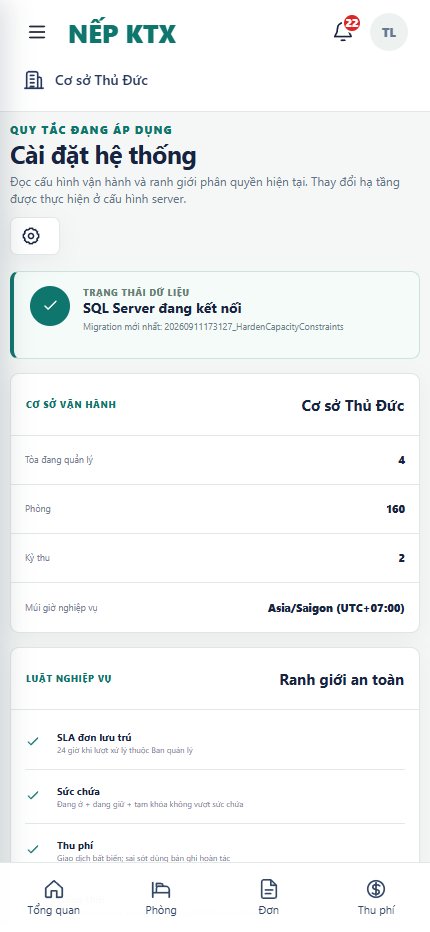 NẾP KTX
22
TL
Cơ sở Thủ Đức
QUY TẮC ĐANG ÁP DỤNG
Cài đặt hệ thống
Đọc cấu hình vận hành và ranh giới phân quyền hiện tại. Thay đổi hạ tầng
được thực hiện ở cấu hình server.
TRẠNG THÁI DỮ LIỆU
SQL Server đang kết nối
Migration mới nhất: 20260911173127_HardenCapacityConstraints
CƠ SỞ VẬN HÀNH
Cơ sở Thủ Đức
Tòa đang quản lý
4
Phòng
160
Kỳ thu
2
Múi giờ nghiệp vụ
Asia/Saigon (UTC+07:00)
LUẬT NGHIỆP VỤ
Ranh giới an toàn
SLA đơn lưu trú
24 giờ khi lượt xử lý thuộc Ban quản lý
Sức chứa
Đang ở + đang giữ + tạm khóa không vượt sức chứa
Thu phí
Giao dịch bất biến; sai sót dùng bản ghi hoàn tác
Tổng quan
Phòng
Đơn
Thu phí